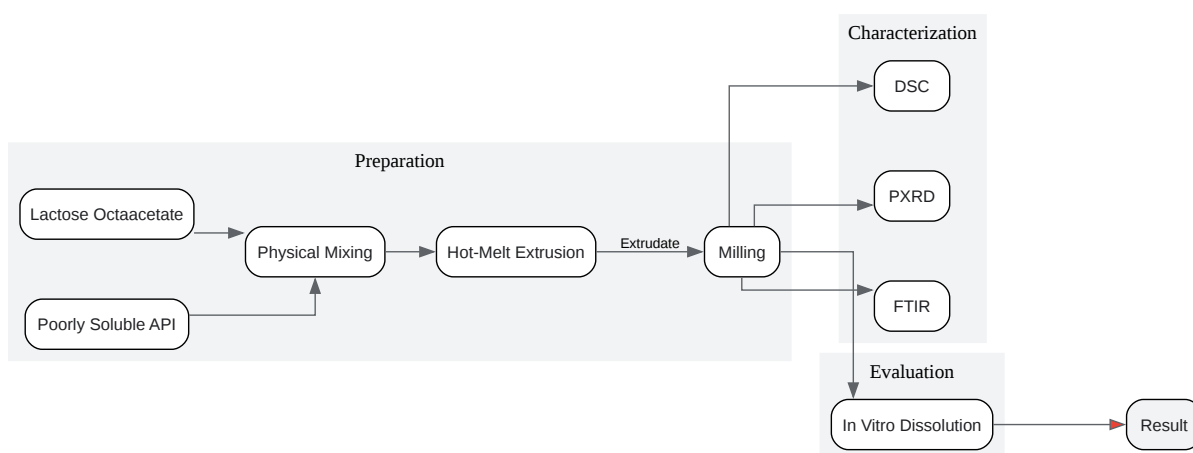 Characterization
DSC
Preparation
Lactose Octaacetate
PXRD
Physical Mixing
Hot-Melt Extrusion
Extrudate
Milling
Poorly Soluble API
FTIR
Evaluation
In Vitro Dissolution
Result